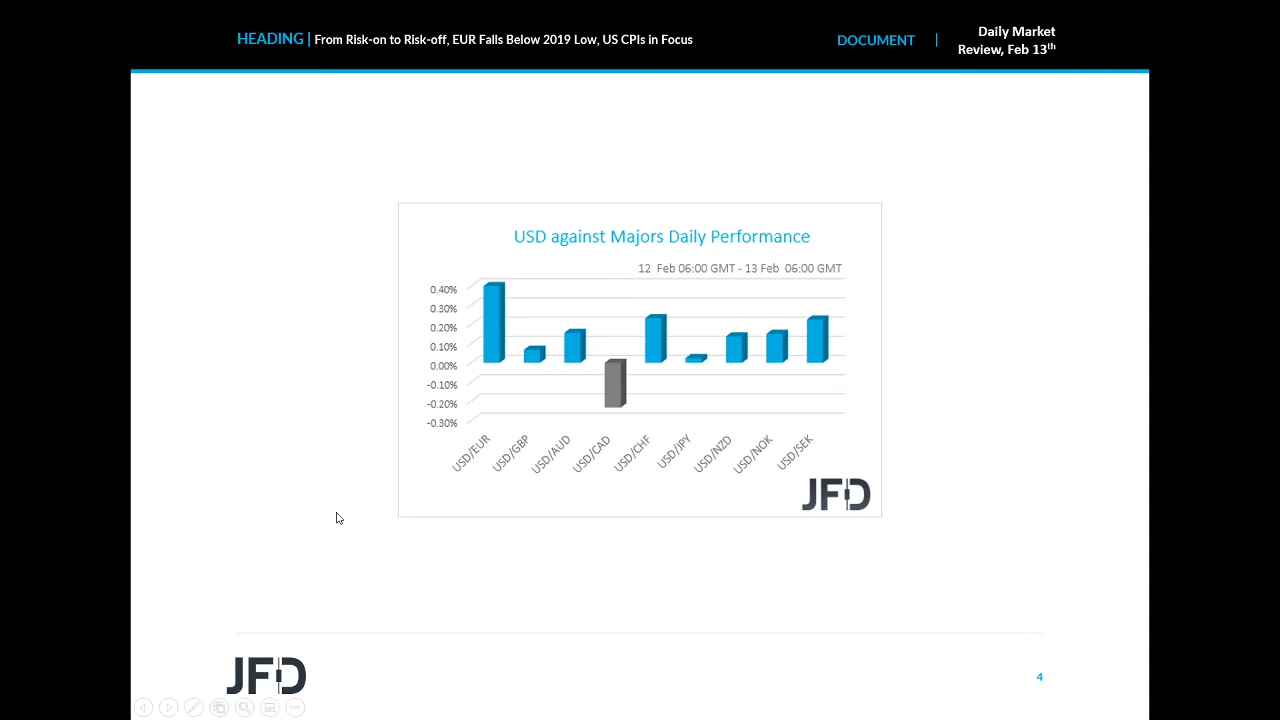 HEADING | From Risk-on to Risk-off, EUR Falls Below 2019 Low, US CPIs in Focus
DOCUMENT |
Daily Market
Review, Feb 13th
USD against Majors Daily Performance
12 Feb 06:00 GMT - 13 Feb 06:00 GMT
0.40%
0.30%
0.20%
0.10%
0.00%
-0.10%
-0.20%
-0.30%
USD/EUR
USD/GBP
USD/AUD
USD/CAD
USD/CHF
USD/JPY
USD/NZD
USD/NOK
USD/SEK
JFD
JFD
4